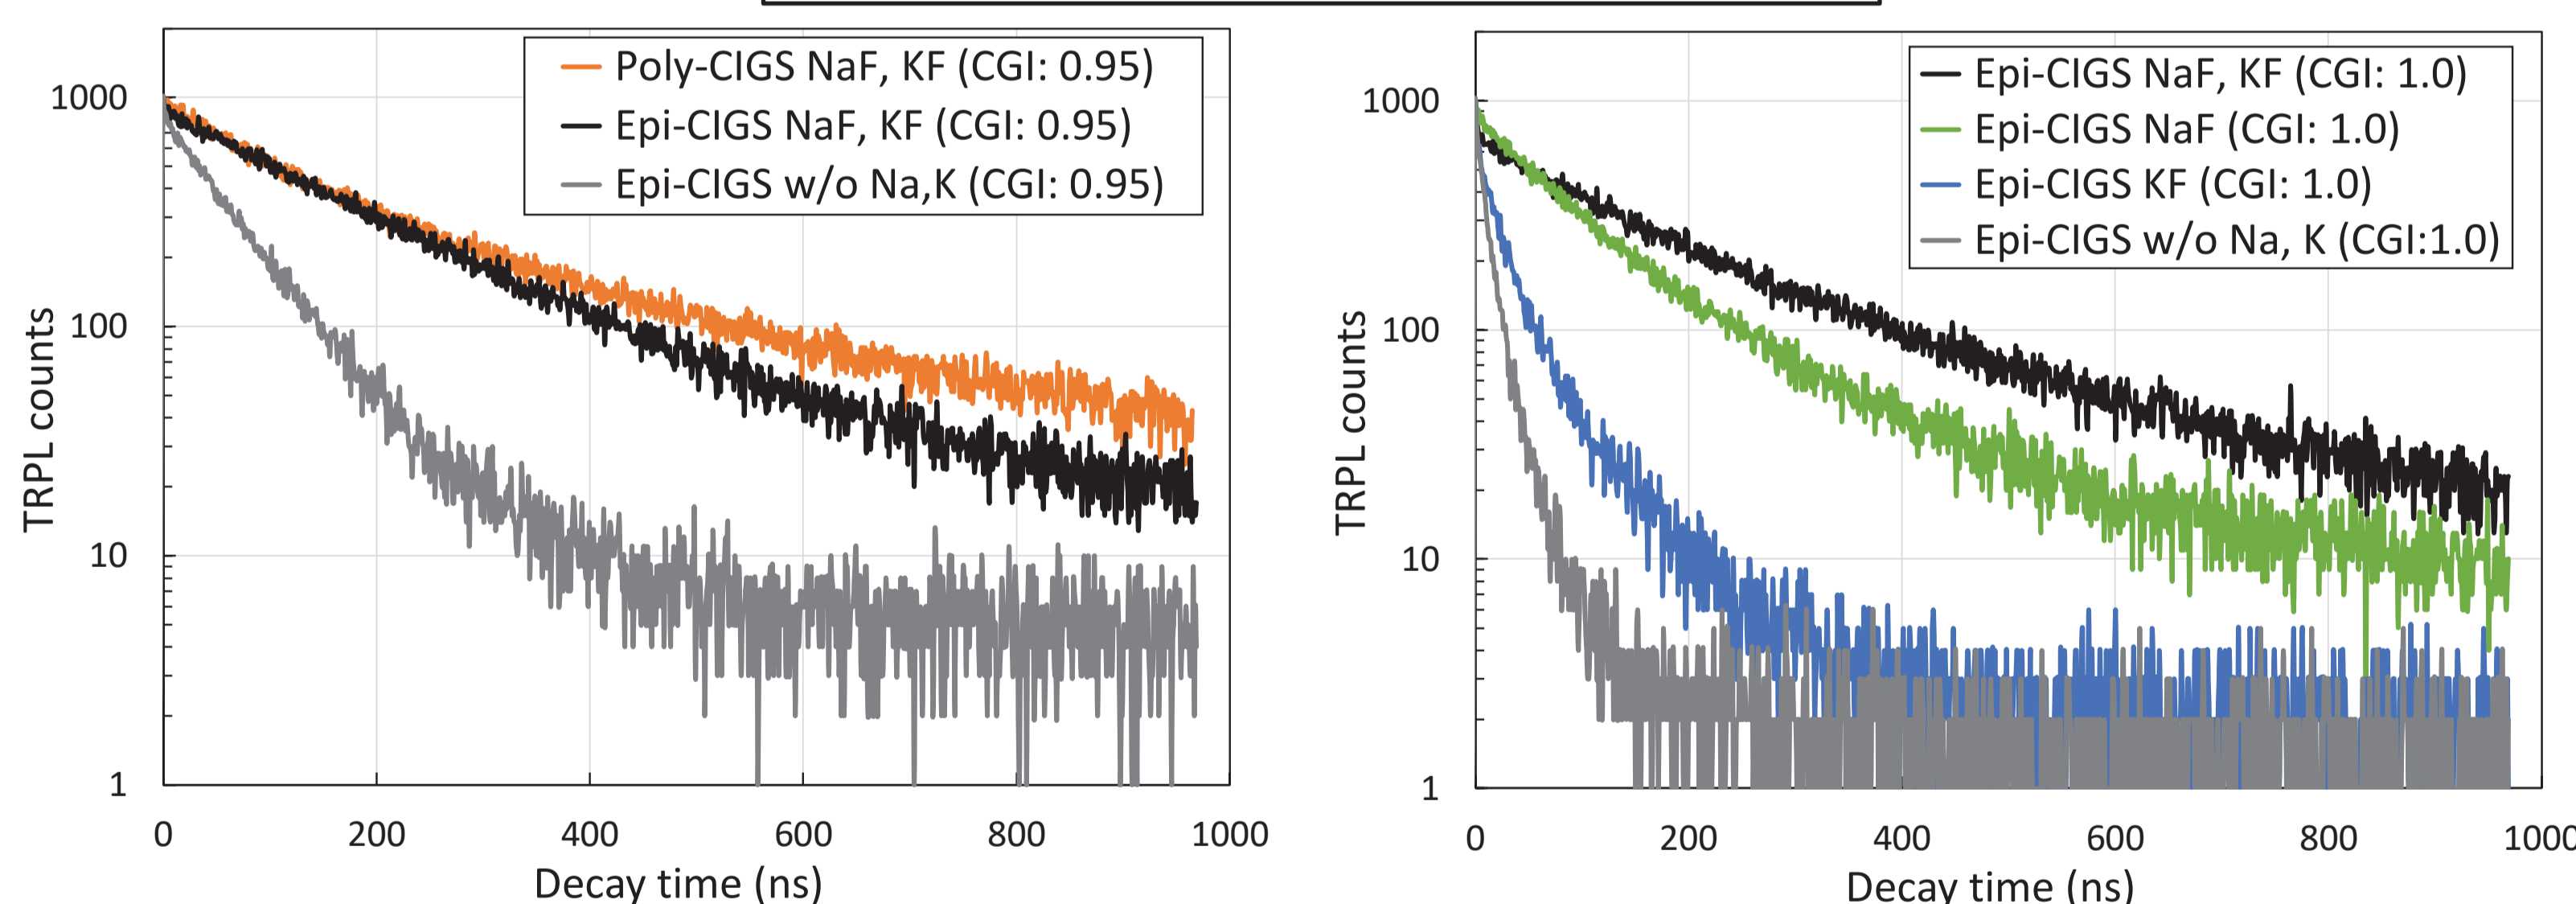 Poly-CIGS NaF, KF (CGI: 0.95)
Epi-CIGS NaF, KF (CGI: 0.95)
Epi-CIGS w/o Na,K (CGI: 0.95)
1000
100
10
1
TRPL counts
0 200 400 600 800 1000
Decay time (ns)
Epi-CIGS NaF, KF (CGI: 1.0)
Epi-CIGS NaF (CGI: 1.0)
Epi-CIGS KF (CGI: 1.0)
Epi-CIGS w/o Na, K (CGI:1.0)
1000
100
10
1
TRPL counts
0 200 400 600 800 1000
Decay time (ns)